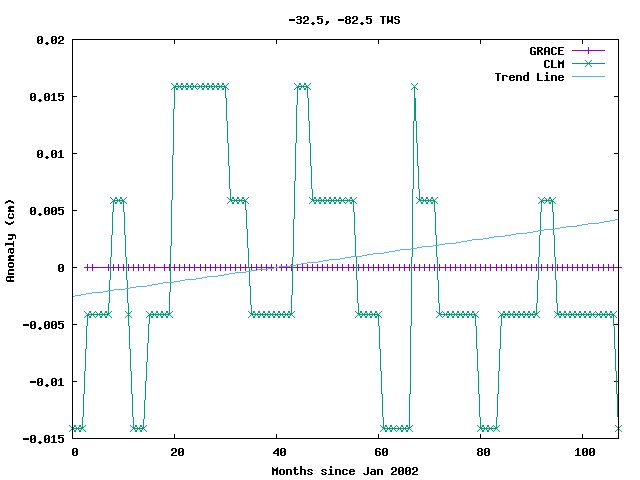 -32.5, -82.5 TWS
GRACE
CLM
Trend Line
0.02
0.015
0.01
0.005
0
-0.005
-0.01
-0.015
Anomaly (cm)
0 20 40 60 80 100
Months since Jan 2002